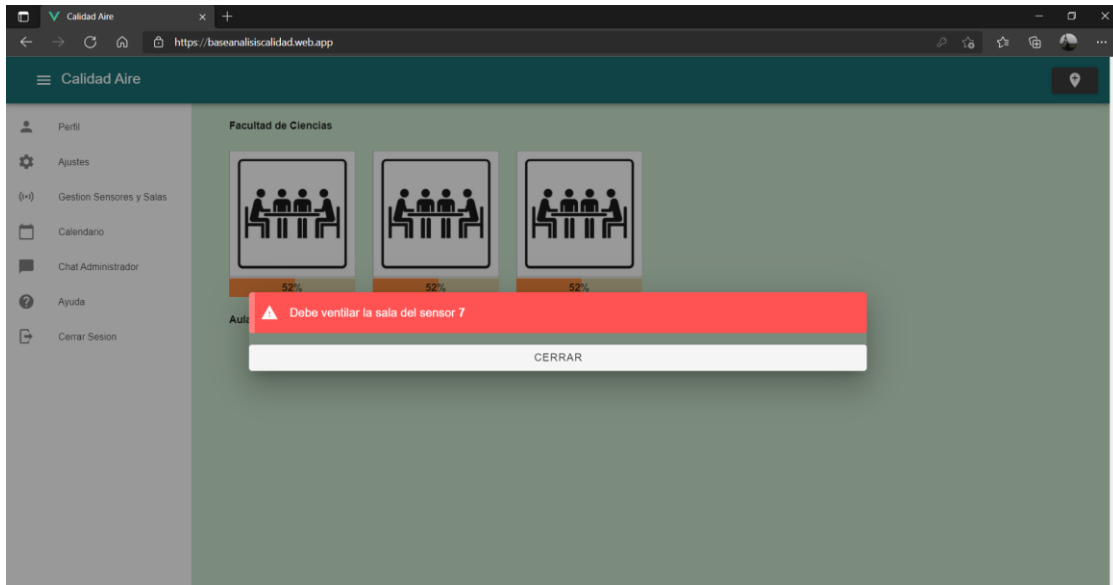 Calidad Aire
https://baseanalisiscalidad.web.app
Calidad Aire
Perfil
Ajustes
Gestion Sensores y Salas
Calendario
Chat Administrador
Ayuda
Cerrar Sesion
Facultad de Ciencias
52% 52% 52%
Debe ventilar la sala del sensor 7
CERRAR